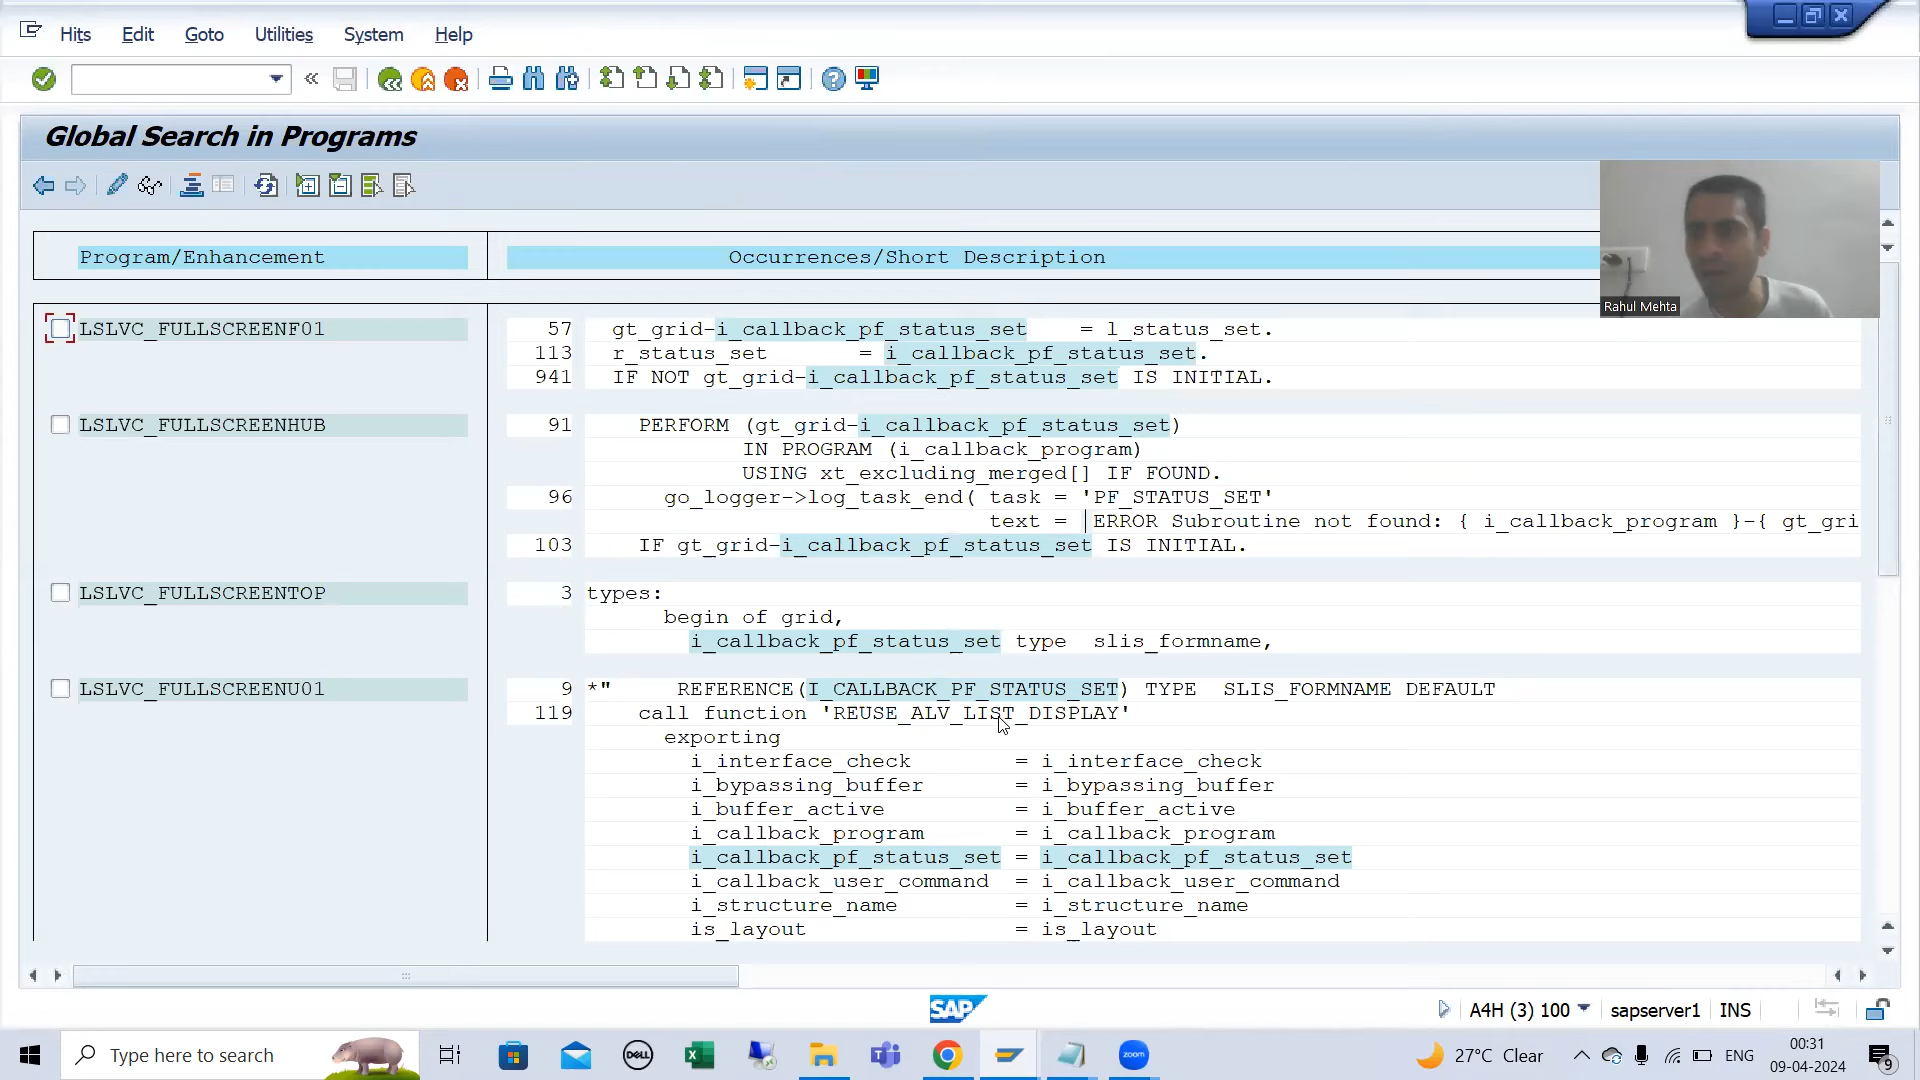 Hits Edit Goto Utilities System Help
Global Search in Programs
Rahul Mehta
Program/Enhancement Occurrences/Short Description
LSLVC_FULLSCREENF01 57 gt_grid-i_callback_pf_status_set = l_status_set.
113 r_status_set = i_callback_pf_status_set.
941 IF NOT gt_grid-i_callback_pf_status_set IS INITIAL.
LSLVC_FULLSCREENHUB 91 PERFORM (gt_grid-i_callback_pf_status_set)
IN PROGRAM (i_callback_program)
USING xt_excluding_merged[] IF FOUND.
96 go_logger->log_task_end( task = 'PF_STATUS_SET'
text = |ERROR Subroutine not found: { i_callback_program }-{ gt_gri
103 IF gt_grid-i_callback_pf_status_set IS INITIAL.
LSLVC_FULLSCREENTOP 3 types:
begin of grid,
i_callback_pf_status_set type slis_formname,
LSLVC_FULLSCREENU01 9 *" REFERENCE(I_CALLBACK_PF_STATUS_SET) TYPE SLIS_FORMNAME DEFAULT
119 call function 'REUSE_ALV_LIST_DISPLAY'
exporting
i_interface_check = i_interface_check
i_bypassing_buffer = i_bypassing_buffer
i_buffer_active = i_buffer_active
i_callback_program = i_callback_program
i_callback_pf_status_set = i_callback_pf_status_set
i_callback_user_command = i_callback_user_command
i_structure_name = i_structure_name
is_layout = is_layout
SAP A4H (3) 100 sapserver1 INS
Type here to search DELL zoom 27°C Clear ENG 00:31
09-04-2024 9